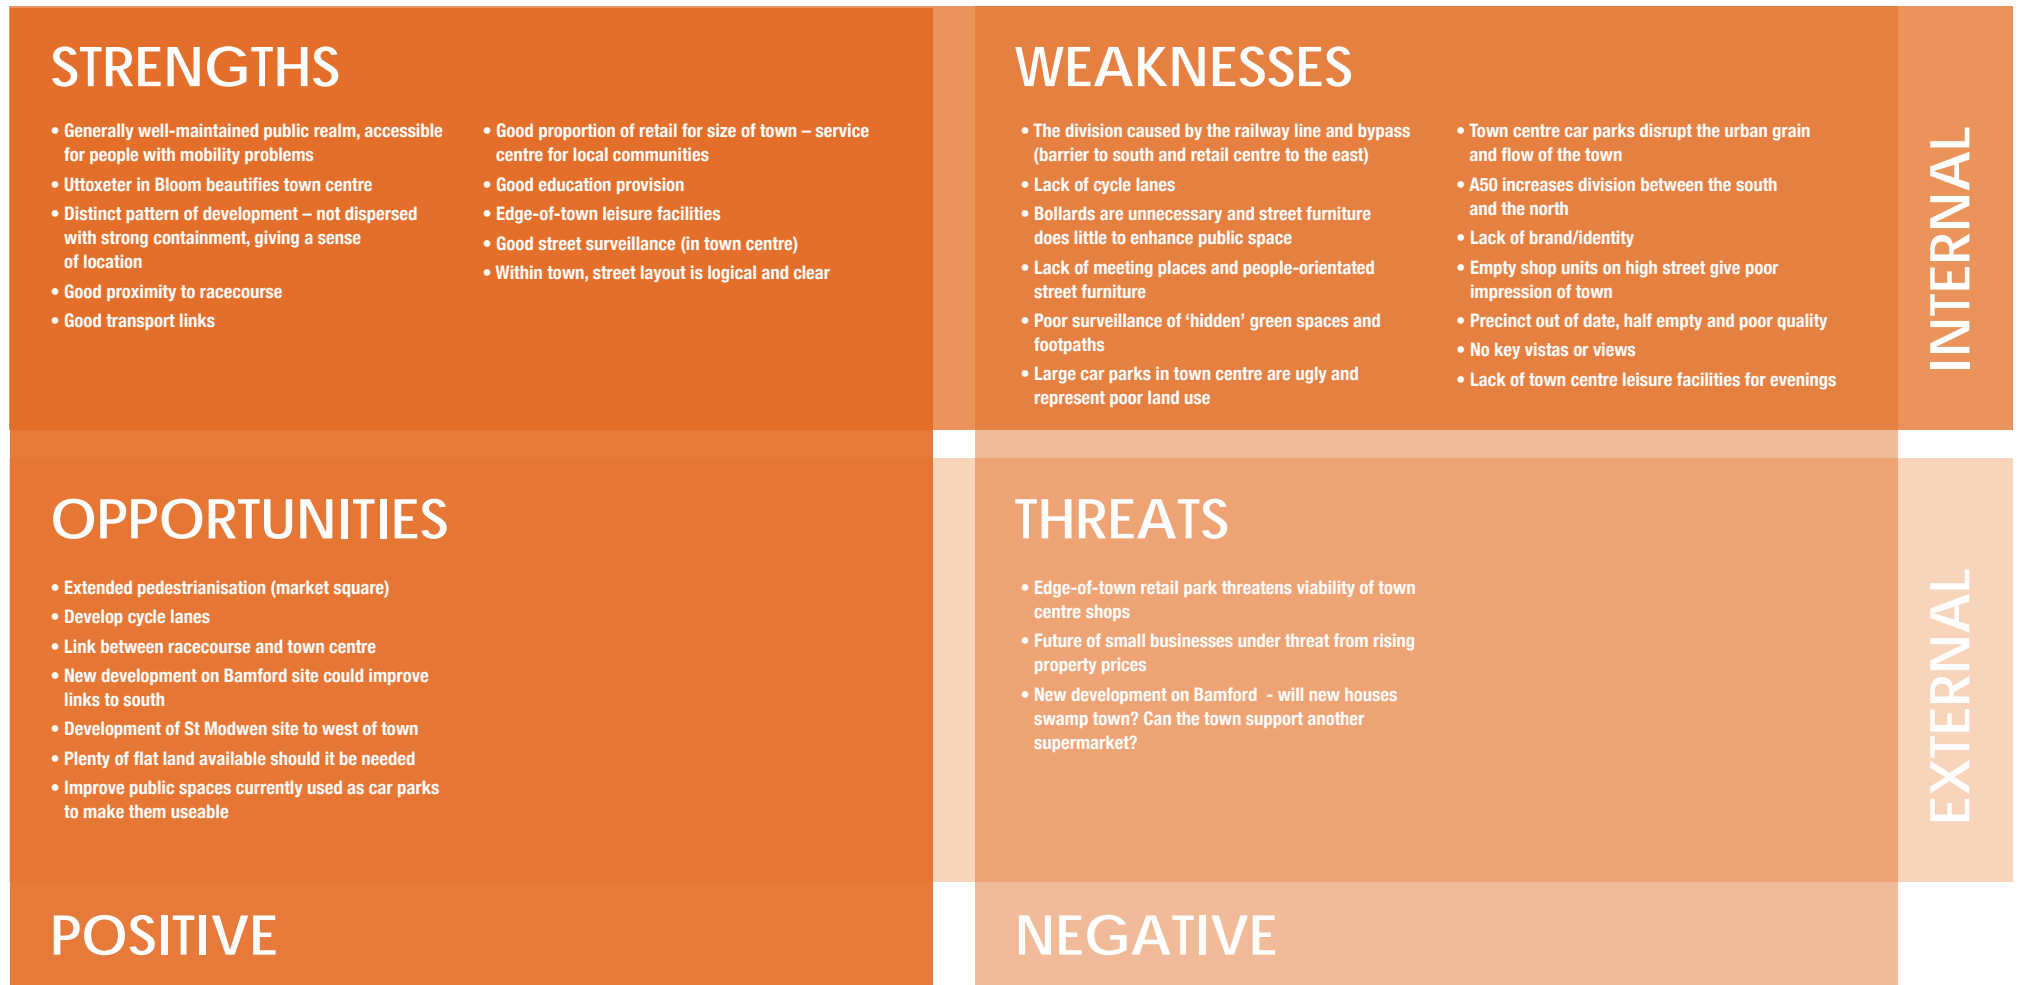 STRENGTHS
• Generally well-maintained public realm, accessible
for people with mobility problems
• Uttoxeter in Bloom beautifies town centre
• Distinct pattern of development – not dispersed
with strong containment, giving a sense
of location
• Good proximity to racecourse
• Good transport links
• Good proportion of retail for size of town – service
centre for local communities
• Good education provision
• Edge-of-town leisure facilities
• Good street surveillance (in town centre)
• Within town, street layout is logical and clear
WEAKNESSES
• The division caused by the railway line and bypass
(barrier to south and retail centre to the east)
• Lack of cycle lanes
• Bollards are unnecessary and street furniture
does little to enhance public space
• Lack of meeting places and people-orientated
street furniture
• Poor surveillance of ‘hidden’ green spaces and
footpaths
• Large car parks in town centre are ugly and
represent poor land use
• Town centre car parks disrupt the urban grain
and flow of the town
• A50 increases division between the south
and the north
• Lack of brand/identity
• Empty shop units on high street give poor
impression of town
• Precinct out of date, half empty and poor quality
• No key vistas or views
• Lack of town centre leisure facilities for evenings
INTERNAL
OPPORTUNITIES
• Extended pedestrianisation (market square)
• Develop cycle lanes
• Link between racecourse and town centre
• New development on Bamford site could improve
links to south
• Development of St Modwen site to west of town
• Plenty of flat land available should it be needed
• Improve public spaces currently used as car parks
to make them useable
THREATS
• Edge-of-town retail park threatens viability of town
centre shops
• Future of small businesses under threat from rising
property prices
• New development on Bamford  - will new houses
swamp town? Can the town support another
supermarket?
EXTERNAL
POSITIVE
NEGATIVE